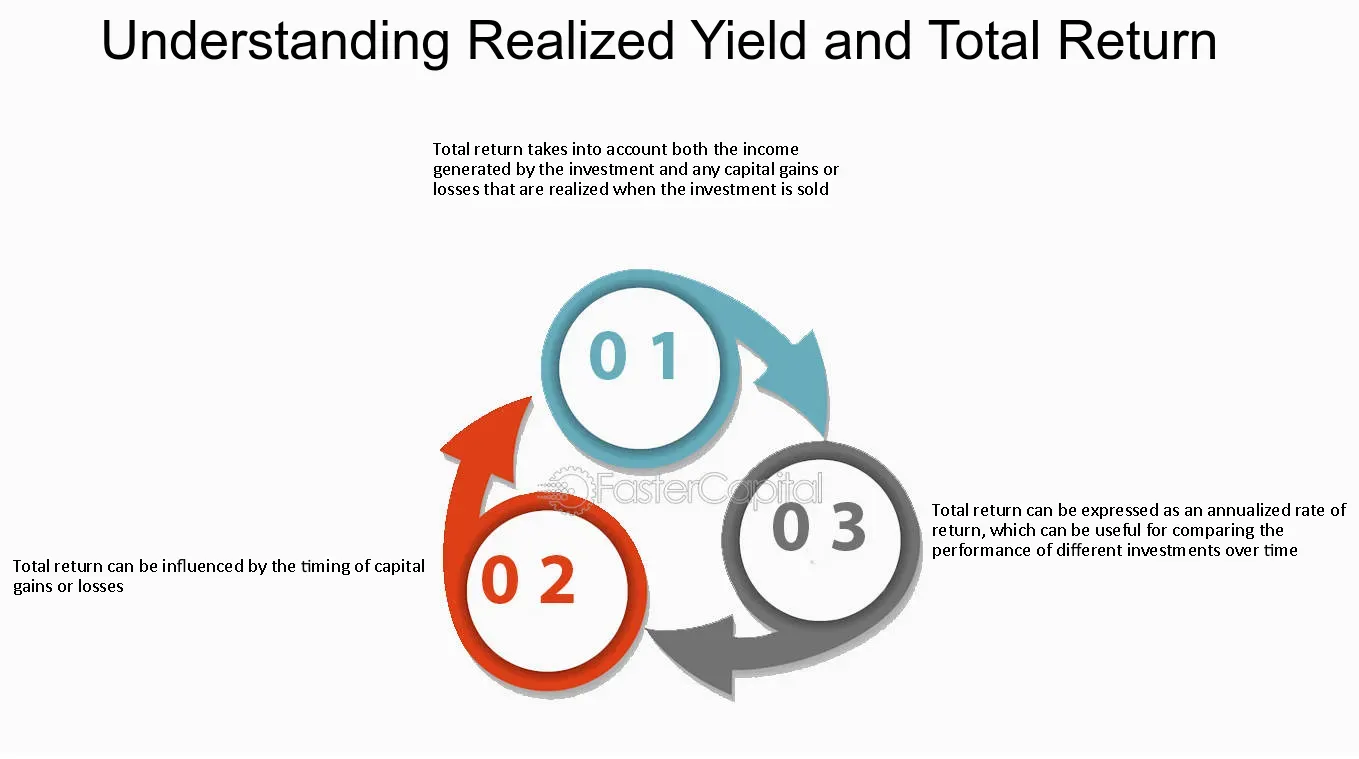 Understanding Realized Yield and Total Return
Total return takes into account both the income
generated by the investment and any capital gains or
losses that are realized when the investment is sold
0 1
FasterCapital
0 3
Total return can be expressed as an annualized rate of
return, which can be useful for comparing the
performance of different investments over time
Total return can be influenced by the timing of capital
gains or losses
0 2